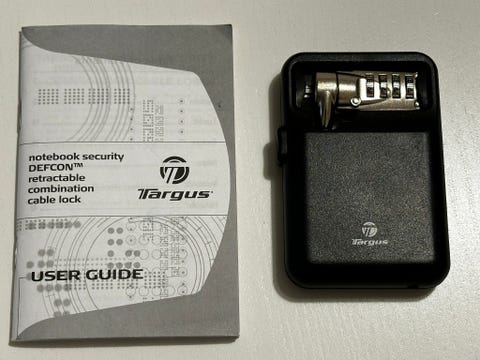 notebook security
DEFCON™
retractable
combination
cable lock
Targus
USER GUIDE
Targus